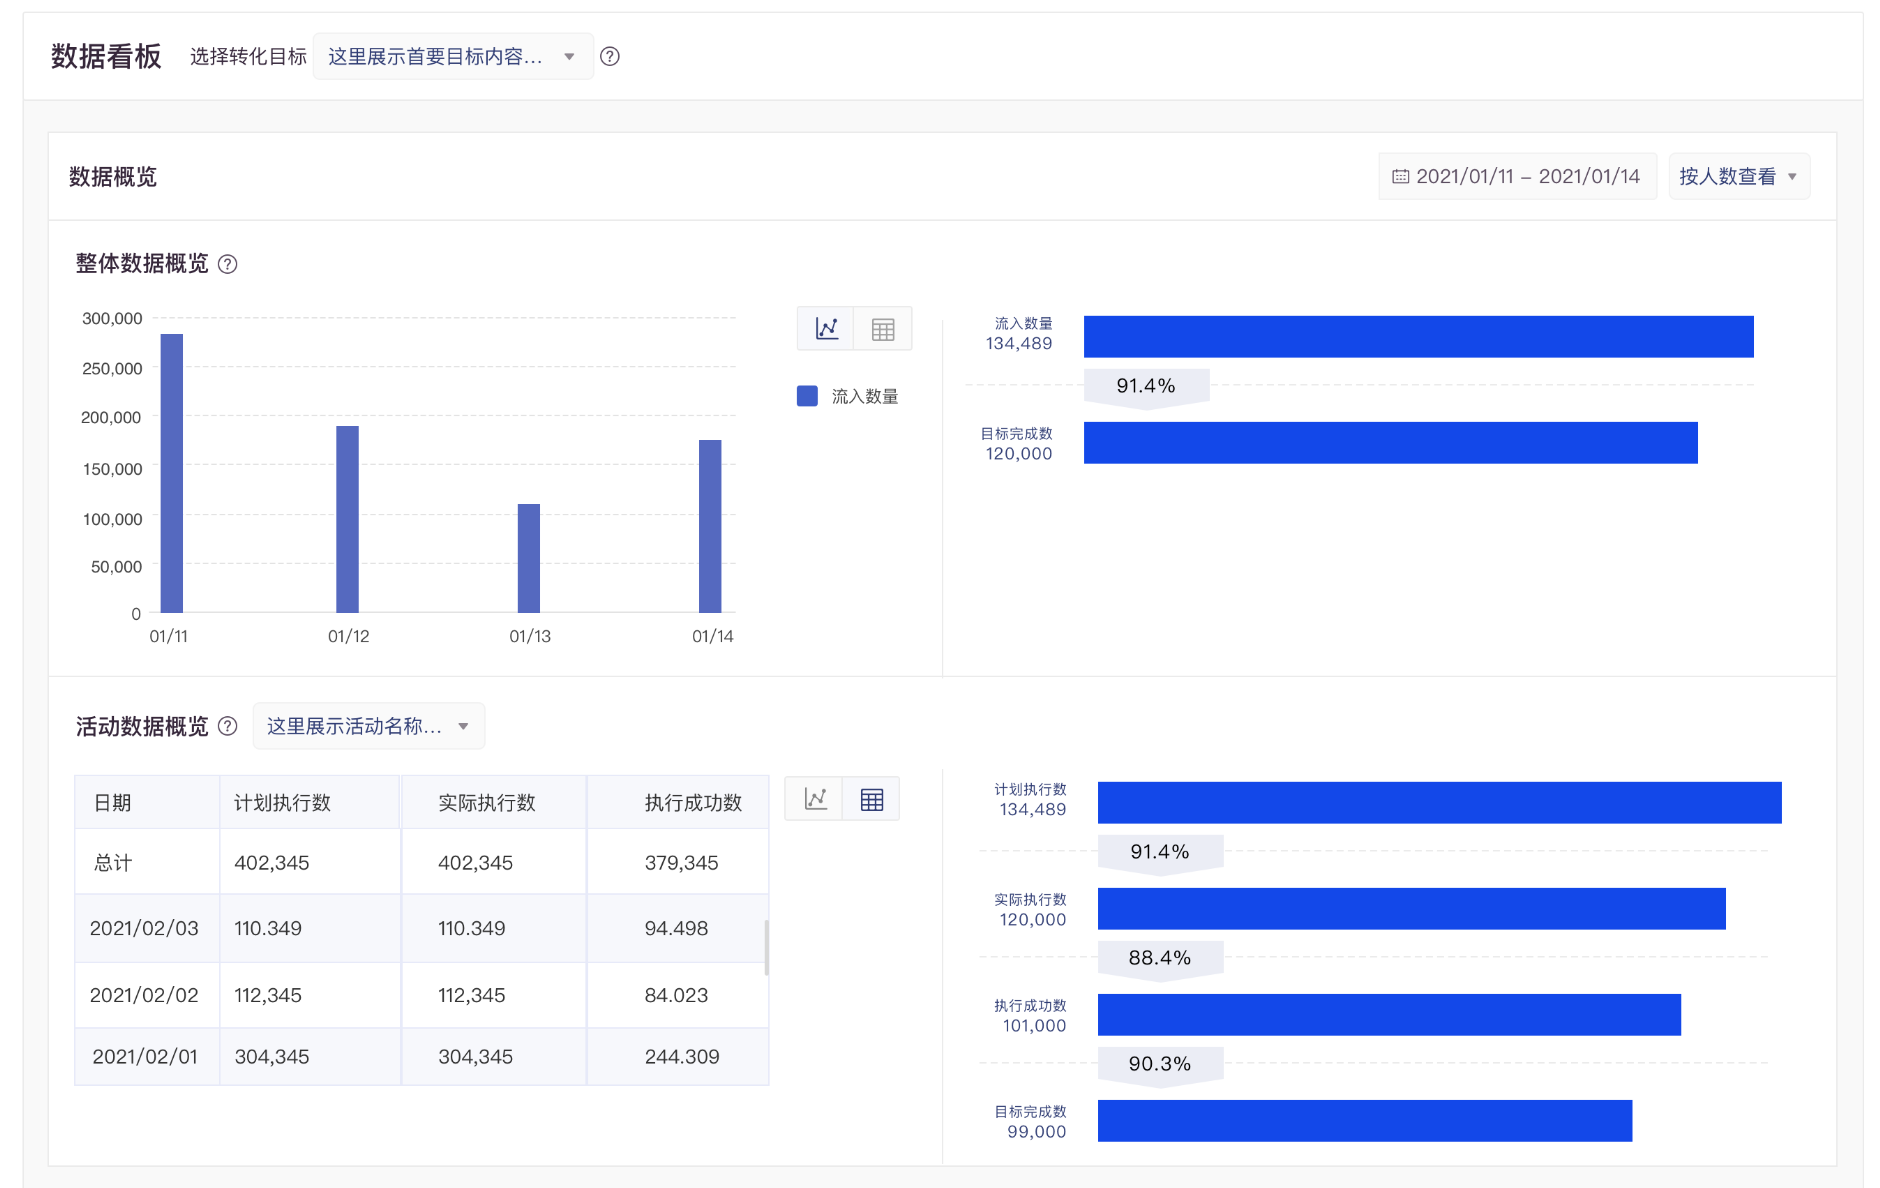 数据看板 选择转化目标 这里展示首要目标内容...
数据概览 2021/01/11 – 2021/01/14 按人数查看
整体数据概览
300,000
250,000
200,000
150,000
100,000
50,000
0
01/11 01/12 01/13 01/14
流入数量
流入数量
134,489
91.4%
目标完成数
120,000
活动数据概览 这里展示活动名称...
日期 计划执行数 实际执行数 执行成功数
总计 402,345 402,345 379,345
2021/02/03 110.349 110.349 94.498
2021/02/02 112,345 112,345 84.023
2021/02/01 304,345 304,345 244.309
计划执行数
134,489
91.4%
实际执行数
120,000
88.4%
执行成功数
101,000
90.3%
目标完成数
99,000